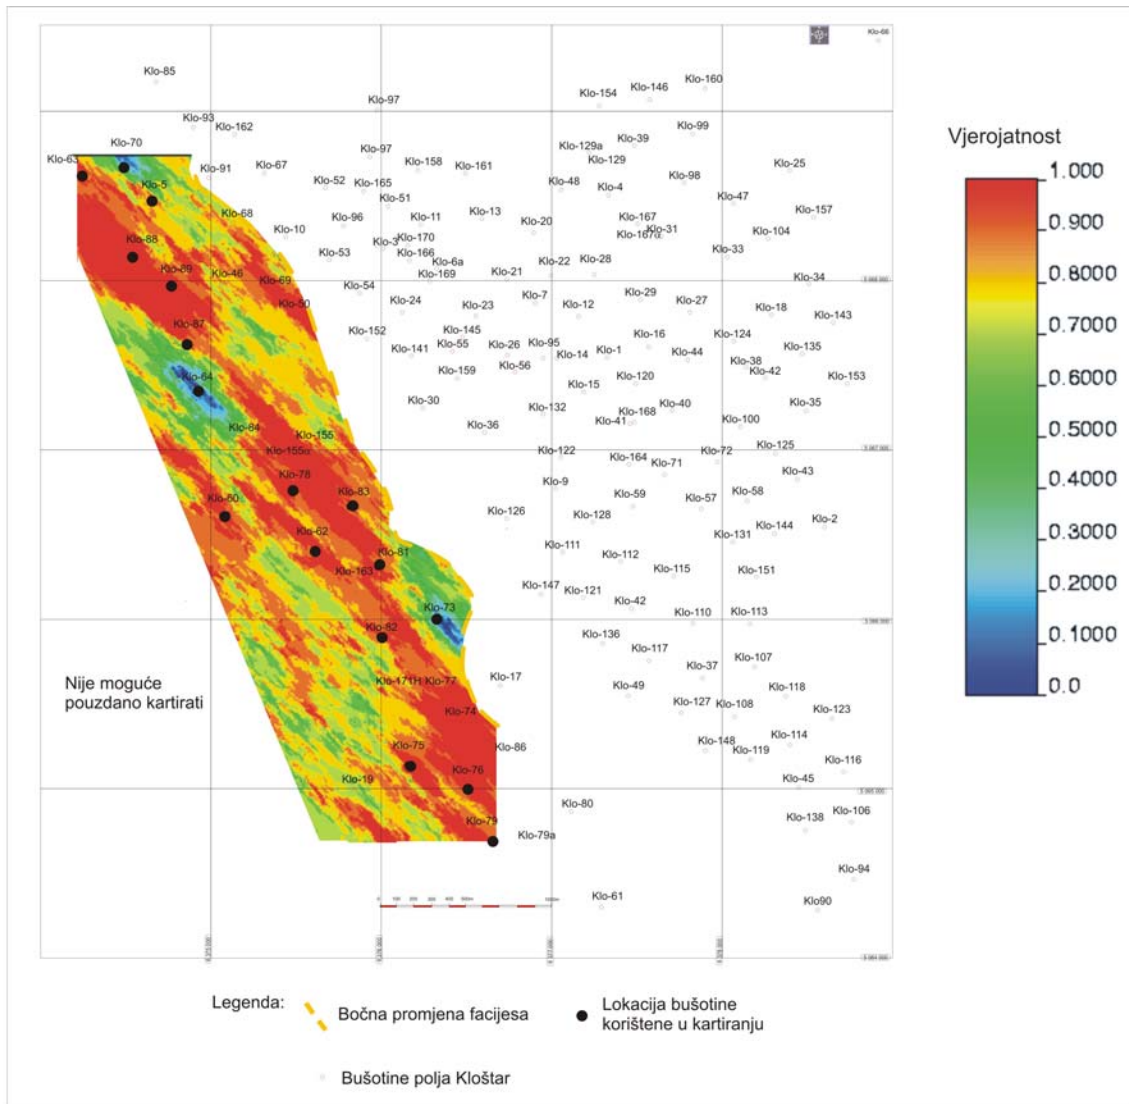 Klo-66
Klo-85
Klo-160
Klo-146
Klo-154
Klo-97
Klo-93
Klo-162
Klo-99
Klo-70
Klo-39
Klo-129a
Klo-63
Klo-97
Klo-129
Klo-91
Klo-67
Klo-158
Klo-161
Klo-25
Klo-5
Klo-52
Klo-165
Klo-48
Klo-4
Klo-98
Klo-51
Klo-47
Klo-68
Klo-96
Klo-11
Klo-13
Klo-20
Klo-167
Klo-157
Klo-10
Klo-3
Klo-170
Klo-31
Klo-104
Klo-88
Klo-53
Klo-166
Klo-33
Klo-6a
Klo-89
Klo-46
Klo-69
Klo-169
Klo-21
Klo-22
Klo-28
Klo-34
Klo-54
Klo-7
Klo-29
Klo-50
Klo-24
Klo-23
Klo-12
Klo-27
Klo-18
Klo-143
Klo-87
Klo-152
Klo-145
Klo-16
Klo-124
Klo-141
Klo-55
Klo-26
Klo-95
Klo-14
Klo-1
Klo-44
Klo-135
Klo-38
Klo-64
Klo-159
Klo-56
Klo-15
Klo-120
Klo-42
Klo-153
Klo-30
Klo-132
Klo-40
Klo-35
Klo-84
Klo-155
Klo-36
Klo-41
Klo-168
Klo-100
Klo-122
Klo-164
Klo-72
Klo-125
Klo-78
Klo-71
Klo-43
Klo-60
Klo-83
Klo-9
Klo-59
Klo-57
Klo-58
Klo-126
Klo-128
Klo-2
Klo-62
Klo-131
Klo-144
Klo-81
Klo-111
Klo-112
Klo-163
Klo-115
Klo-151
Klo-147
Klo-121
Klo-73
Klo-42
Klo-110
Klo-113
Klo-82
Klo-136
Klo-117
Klo-107
Klo-171H
Klo-77
Klo-17
Klo-37
Klo-49
Klo-118
Klo-74
Klo-127
Klo-108
Klo-123
Klo-75
Klo-86
Klo-148
Klo-119
Klo-114
Klo-76
Klo-19
Klo-116
Klo-45
Klo-79
Klo-80
Klo-138
Klo-106
Klo-79a
Klo-94
Klo-61
Klo90
Nije moguće
pouzdano kartirati
Vjerojatnost
1.000
0.900
0.8000
0.7000
0.6000
0.5000
0.4000
0.3000
0.2000
0.1000
0.0
Legenda:
Bočna promjena facijesa
Lokacija bušotine
korištene u kartiranju
Bušotine polja Kloštar